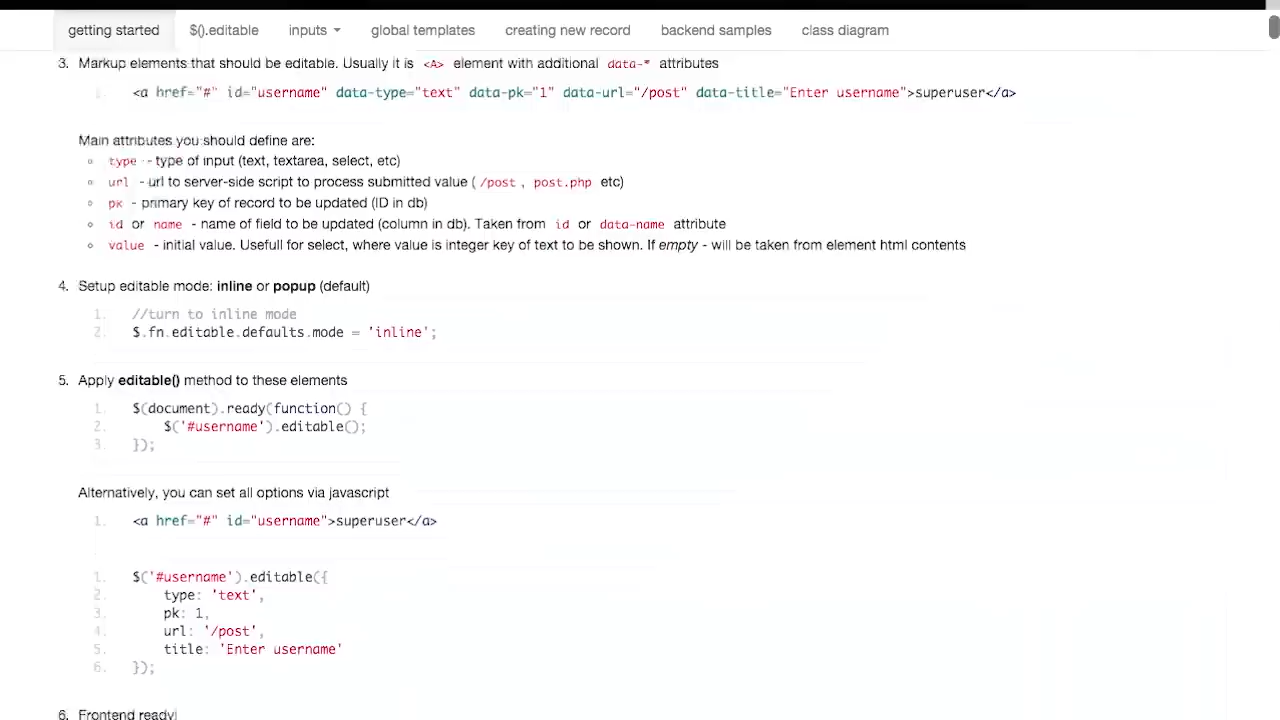 getting started $().editable inputs global templates creating new record backend samples class diagram
3. Markup elements that should be editable. Usually it is <A> element with additional data-* attributes
1. <a href="#" id="username" data-type="text" data-pk="1" data-url="/post" data-title="Enter username">superuser</a>
Main attributes you should define are:
type - type of input (text, textarea, select, etc)
url - url to server-side script to process submitted value ( /post , post.php etc)
pk - primary key of record to be updated (ID in db)
id or name - name of field to be updated (column in db). Taken from id or data-name attribute
value - initial value. Usefull for select, where value is integer key of text to be shown. If empty - will be taken from element html contents
4. Setup editable mode: inline or popup (default)
1. //turn to inline mode
2. $.fn.editable.defaults.mode = 'inline';
5. Apply editable() method to these elements
1. $(document).ready(function() {
2. $('#username').editable();
3. });
Alternatively, you can set all options via javascript
1. <a href="#" id="username">superuser</a>
1. $('#username').editable({
2. type: 'text',
3. pk: 1,
4. url: '/post',
5. title: 'Enter username'
6. });
6. Frontend ready!